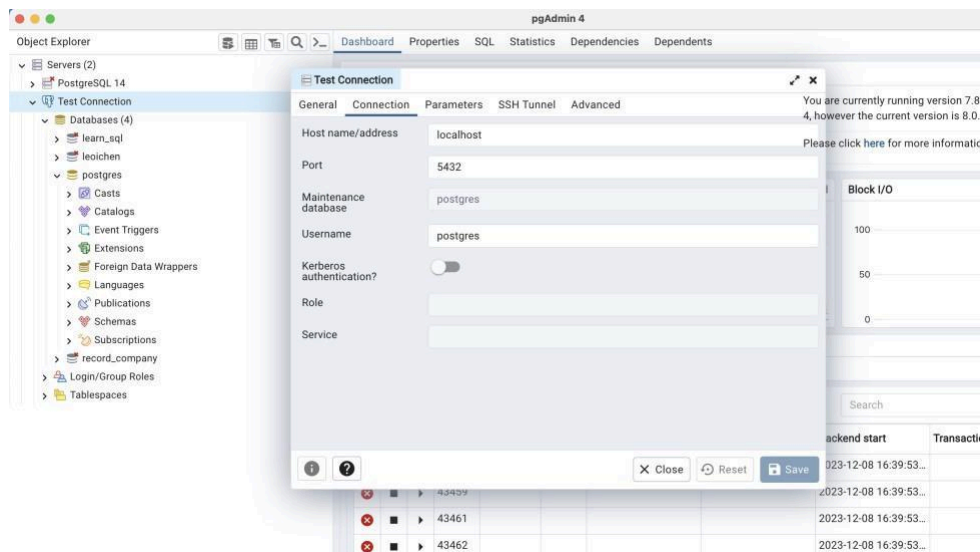 pgAdmin 4
Object Explorer
Dashboard Properties SQL Statistics Dependencies Dependents
Servers (2)
PostgreSQL 14
Test Connection
Databases (4)
learn_sql
leoichen
postgres
Casts
Catalogs
Event Triggers
Extensions
Foreign Data Wrappers
Languages
Publications
Schemas
Subscriptions
record_company
Login/Group Roles
Tablespaces
Test Connection
General Connection Parameters SSH Tunnel Advanced
Host name/address
localhost
Port
5432
Maintenance
database
postgres
Username
postgres
Kerberos
authentication?
Role
Service
Close Reset Save
You are currently running version 7.8
4, however the current version is 8.0.
Please click here for more informatio
Block I/O
100
50
0
Search
ackend start Transacti
023-12-08 16:39:53...
43459 2023-12-08 16:39:53...
43461 2023-12-08 16:39:53...
43462 2023-12-08 16:39:53...